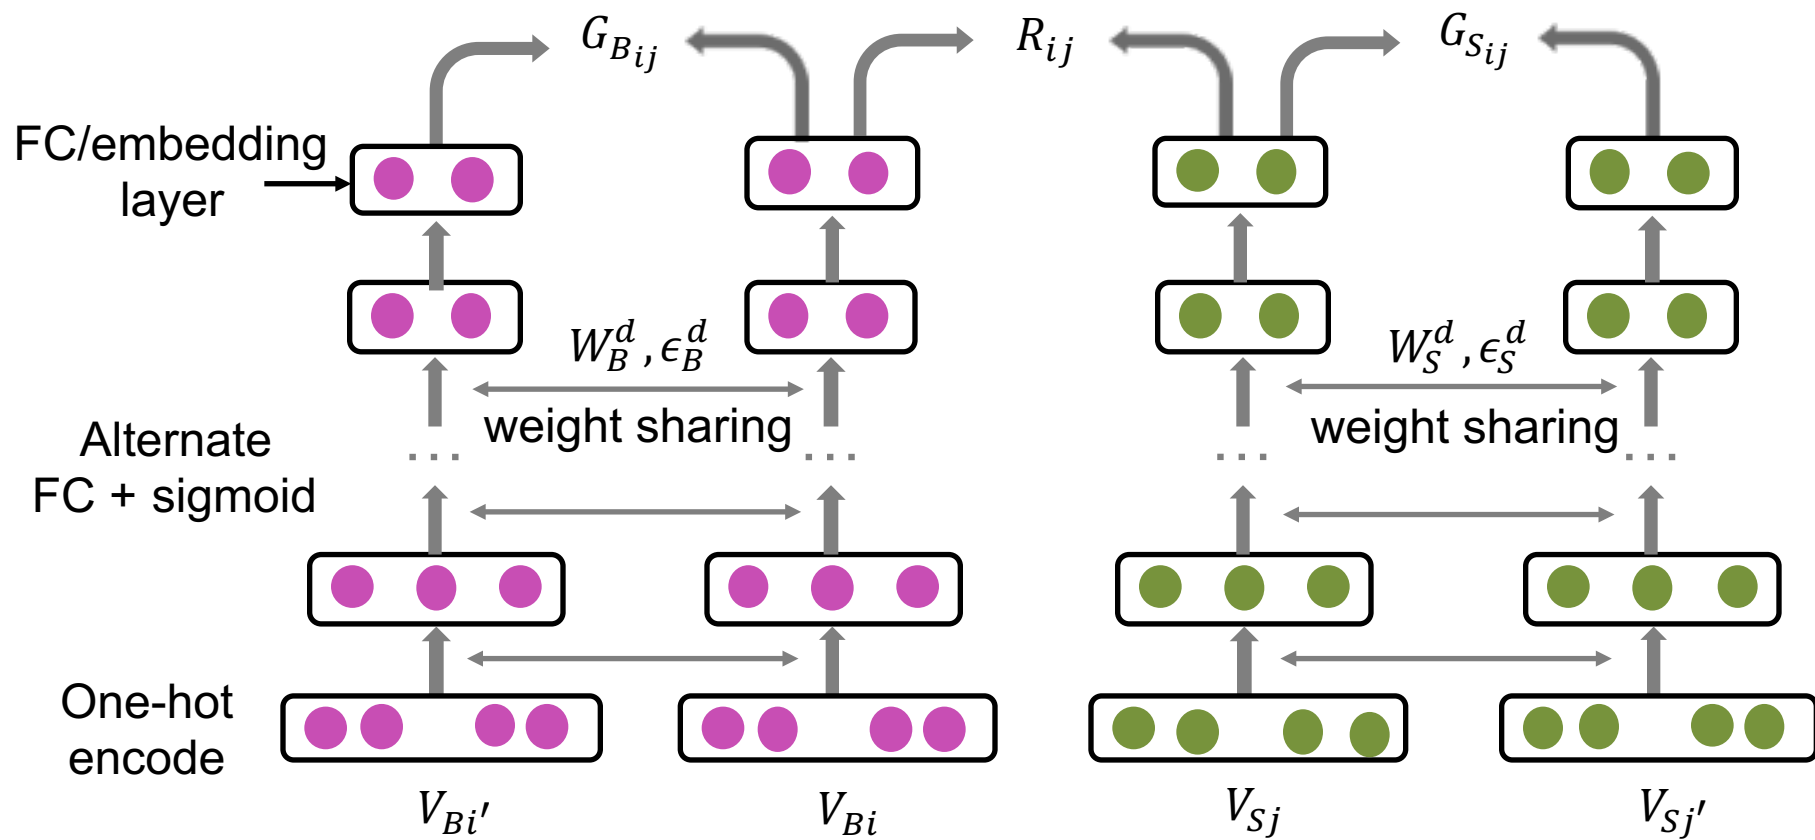 G_{B_{ij}} R_{ij} G_{S_{ij}}
FC/embedding
layer
W_B^d, ϵ_B^d W_S^d, ϵ_S^d
weight sharing weight sharing
Alternate
FC + sigmoid
... ... ... ...
One-hot
encode
V_{Bi'} V_{Bi} V_{Sj} V_{Sj'}